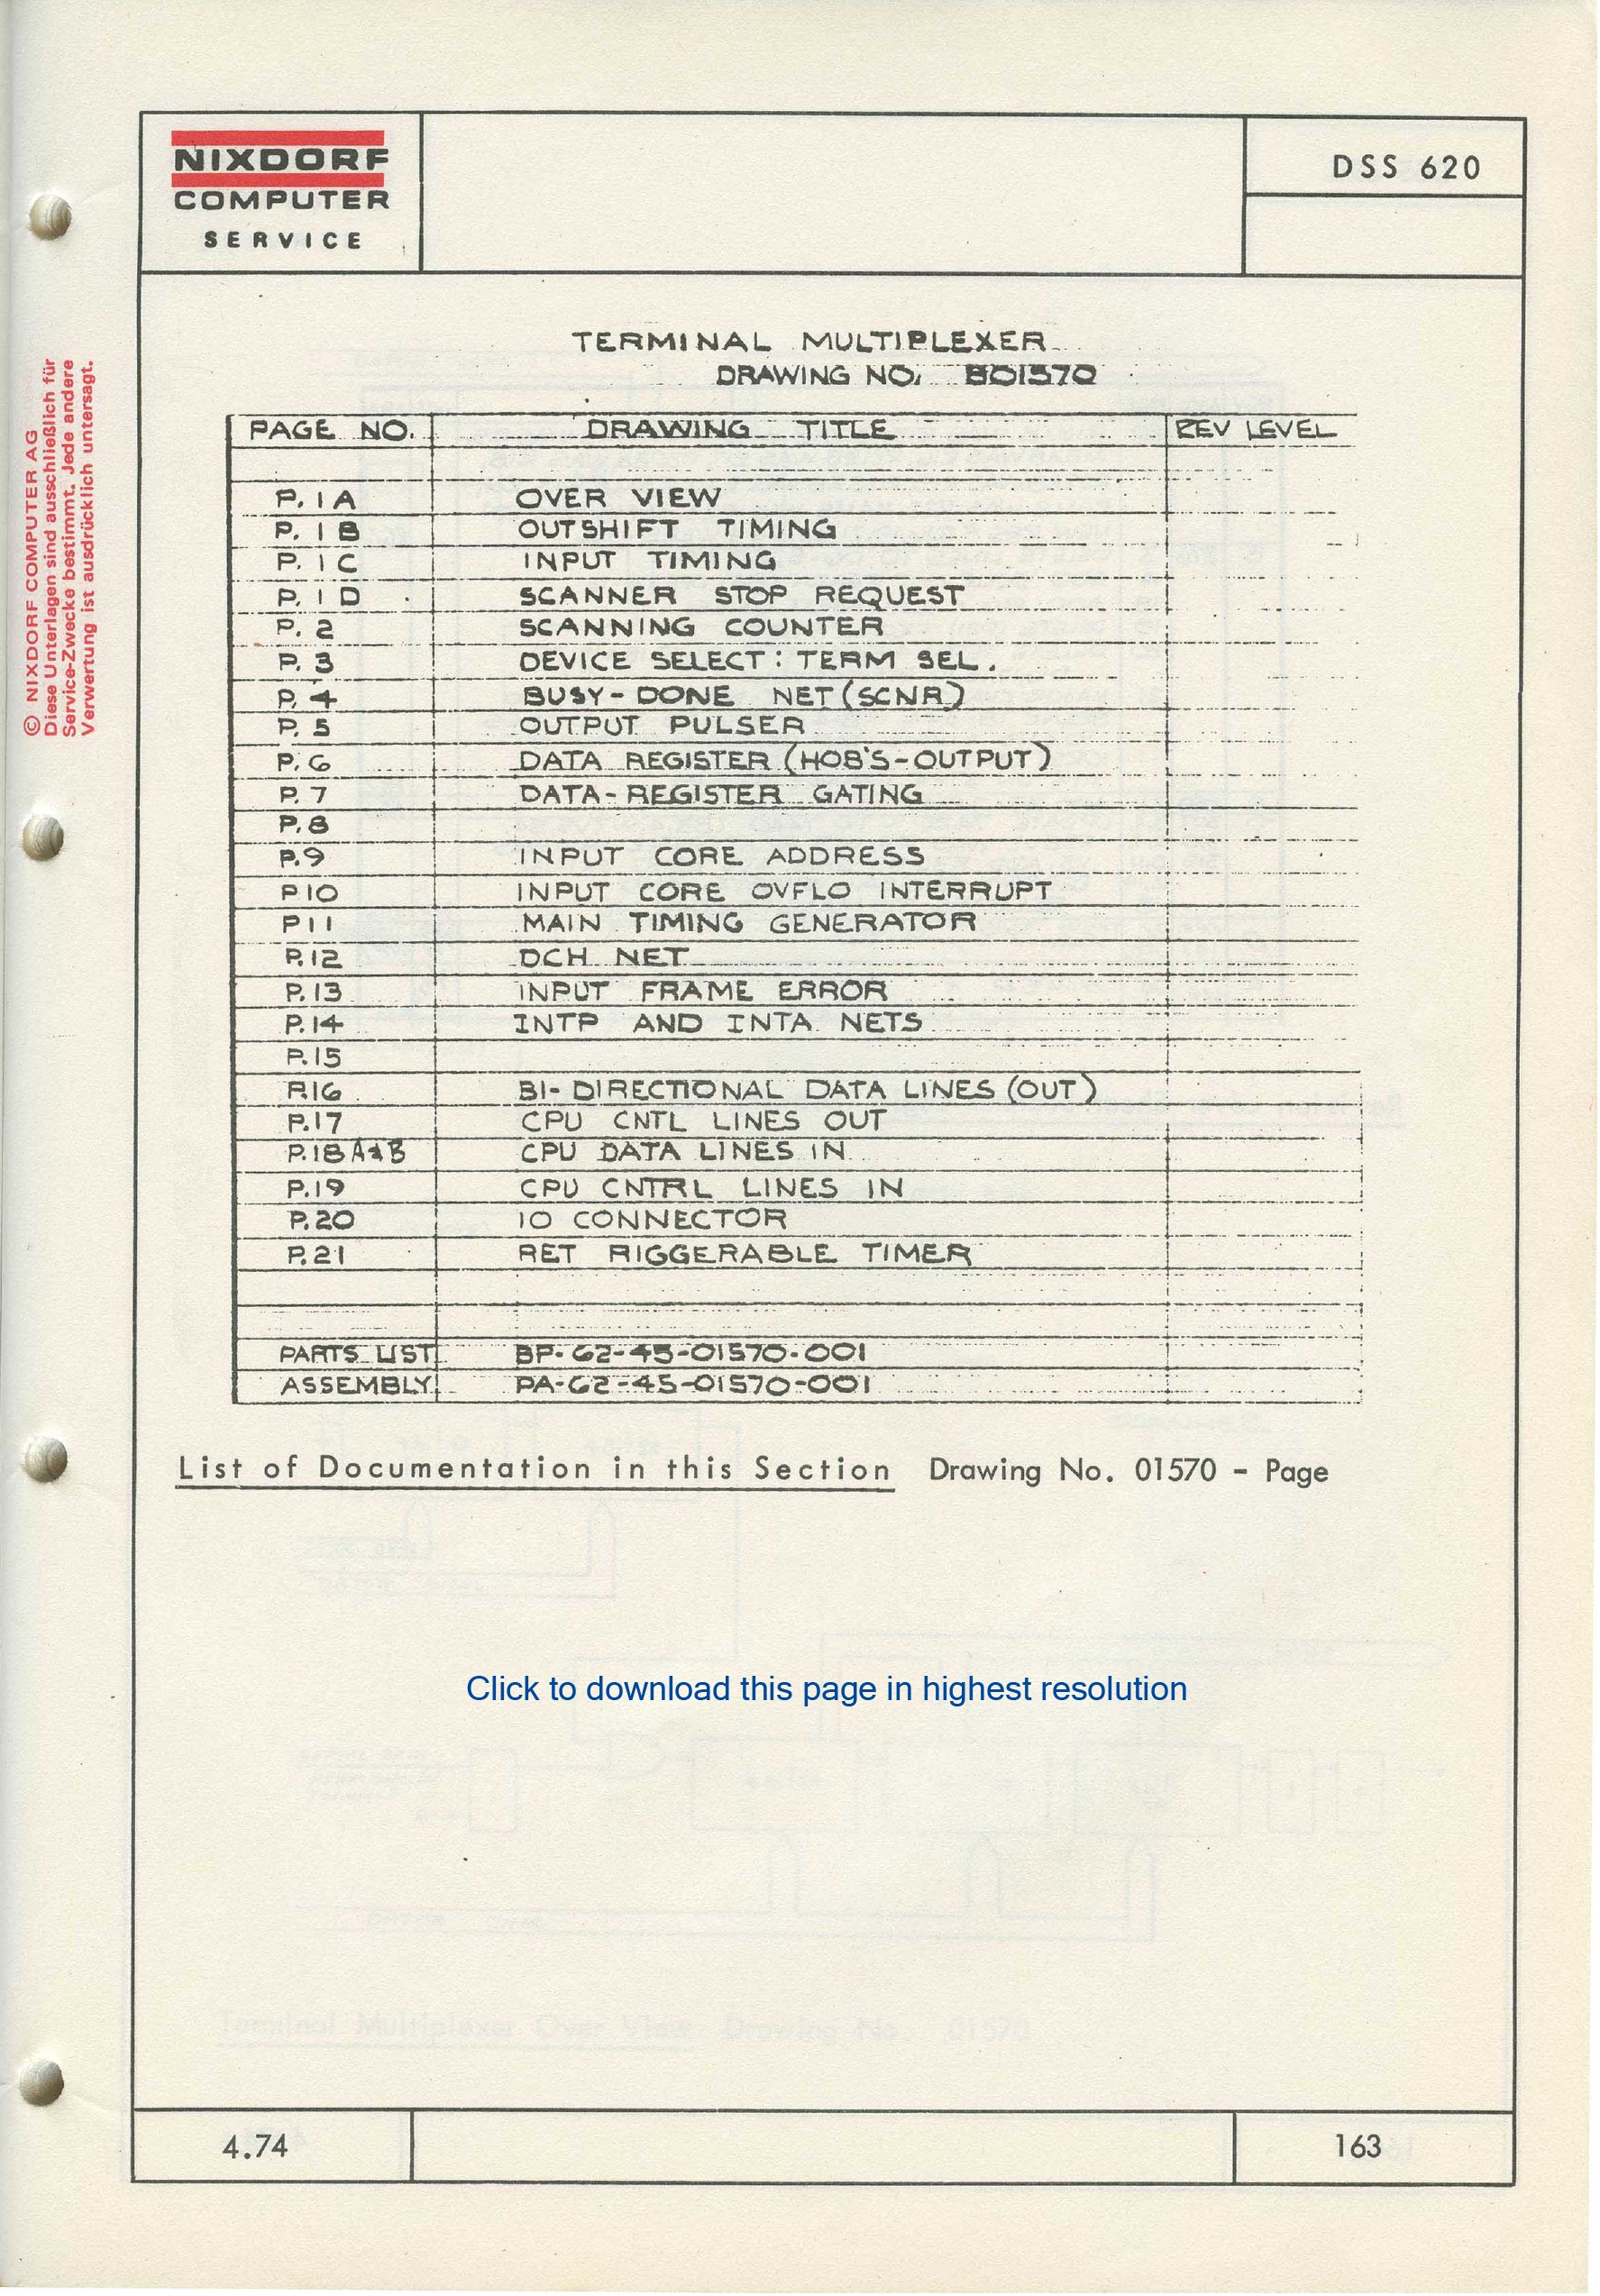 NIXDORF
COMPUTER
SERVICE
DSS 620
© NIXDORF COMPUTER AG
Diese Unterlagen sind ausschließlich für
Service-Zwecke bestimmt. Jede andere
Verwertung ist ausdrücklich untersagt.
TERMINAL MULTIPLEXER
DRAWING NO. BO1570
PAGE NO. DRAWING TITLE REV LEVEL
P. 1A OVER VIEW
P. 1B OUTSHIFT TIMING
P. 1C INPUT TIMING
P. 1D SCANNER STOP REQUEST
P. 2 SCANNING COUNTER
P. 3 DEVICE SELECT: TERM SEL.
P. 4 BUSY-DONE NET (SCNR)
P. 5 OUTPUT PULSER
P. 6 DATA REGISTER (HOB'S-OUTPUT)
P. 7 DATA-REGISTER GATING
P. 8
P. 9 INPUT CORE ADDRESS
P10 INPUT CORE OVFLO INTERRUPT
P11 MAIN TIMING GENERATOR
P.12 DCH NET
P.13 INPUT FRAME ERROR
P.14 INTP AND INTA NETS
P.15
P.16 BI-DIRECTIONAL DATA LINES (OUT)
P.17 CPU CNTL LINES OUT
P.18 A&B CPU DATA LINES IN
P.19 CPU CNTRL LINES IN
P.20 IO CONNECTOR
P.21 RET RIGGERABLE TIMER
PARTS LIST BP-62-45-01570-001
ASSEMBLY PA-62-45-01570-001
List of Documentation in this Section Drawing No. 01570 - Page
Click to download this page in highest resolution
Terminal Multiplexer Over View Drawing No. 01570
4.74
163